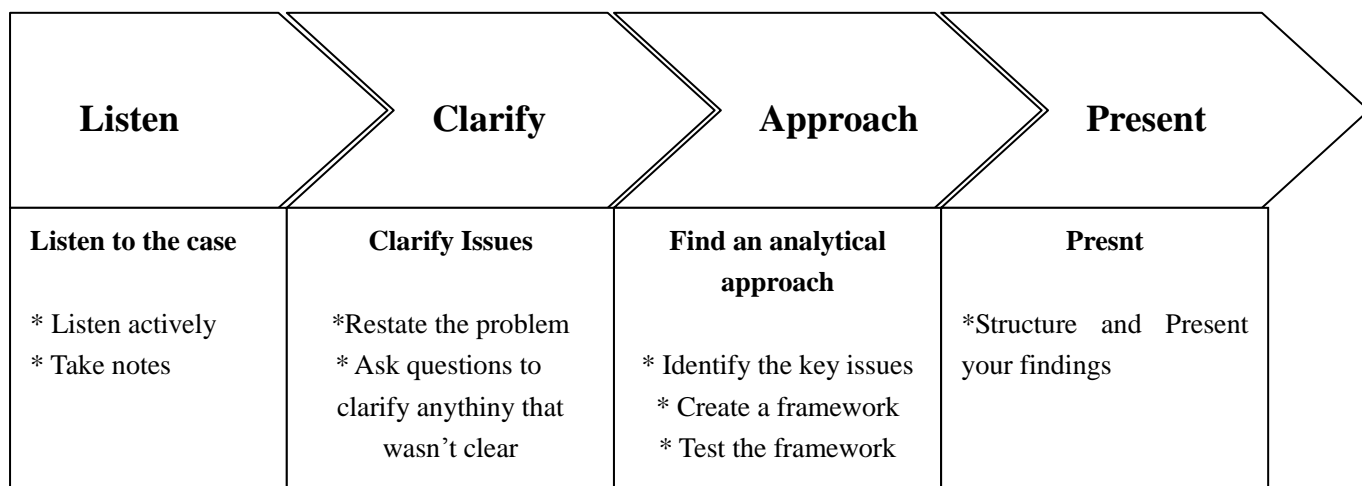 Listen
Clarify
Approach
Present
Listen to the case
* Listen actively
* Take notes
Clarify Issues
*Restate the problem
* Ask questions to
clarify anythiny that
wasn’t clear
Find an analytical
approach
* Identify the key issues
* Create a framework
* Test the framework
Presnt
*Structure and Present
your findings